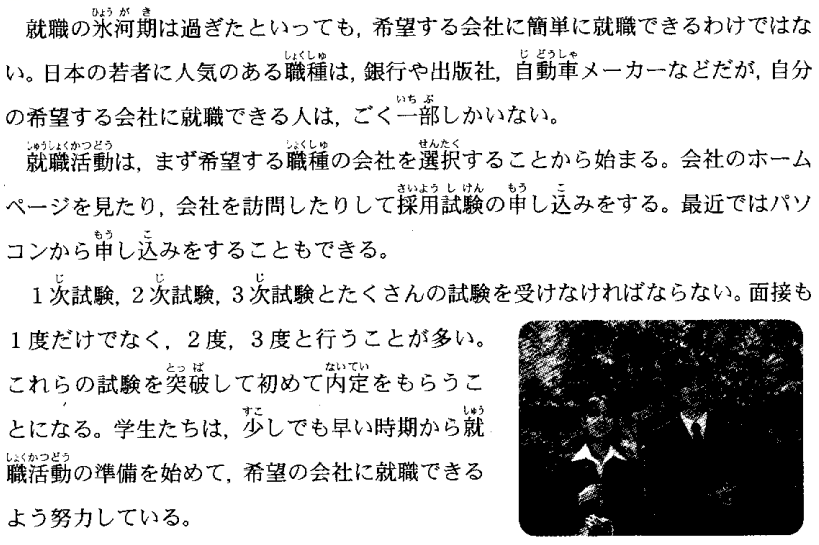 就職の氷河期は過ぎたといっても，希望する会社に簡単に就職できるわけではな
い。日本の若者に人気のある職種は，銀行や出版社，自動車メーカーなどだが，自分
の希望する会社に就職できる人は，ごく一部しかいない。
就職活動は，まず希望する職種の会社を選択することから始まる。会社のホーム
ページを見たり，会社を訪問したりして採用試験の申し込みをする。最近ではパソ
コンから申し込みをすることもできる。
1次試験，2次試験，3次試験とたくさんの試験を受けなければならない。面接も
1度だけでなく，2度，3度と行うことが多い。
これらの試験を突破して初めて内定をもらうこ
とになる。学生たちは，少しでも早い時期から就
職活動の準備を始めて，希望の会社に就職できる
よう努力している。